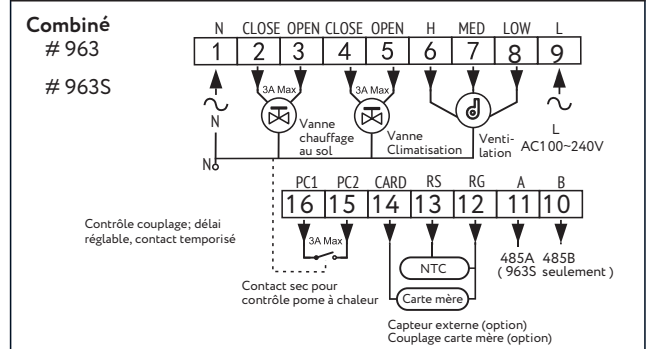 Combiné
# 963
# 963S
N CLOSE OPEN CLOSE OPEN H MED LOW L
1 2 3 4 5 6 7 8 9
3A Max 3A Max
N
Vanne
chauffage
au sol
Vanne
Climatisation
Venti-
lation
L
AC100~240V
N
PC1 PC2 CARD RS RG A B
16 15 14 13 12 11 10
Contrôle couplage; délai
réglable, contact temporisé
3A Max
NTC
485A 485B
( 963S seulement )
Contact sec pour
contrôle pome à chaleur
Carte mère
Capteur externe (option)
Couplage carte mère (option)